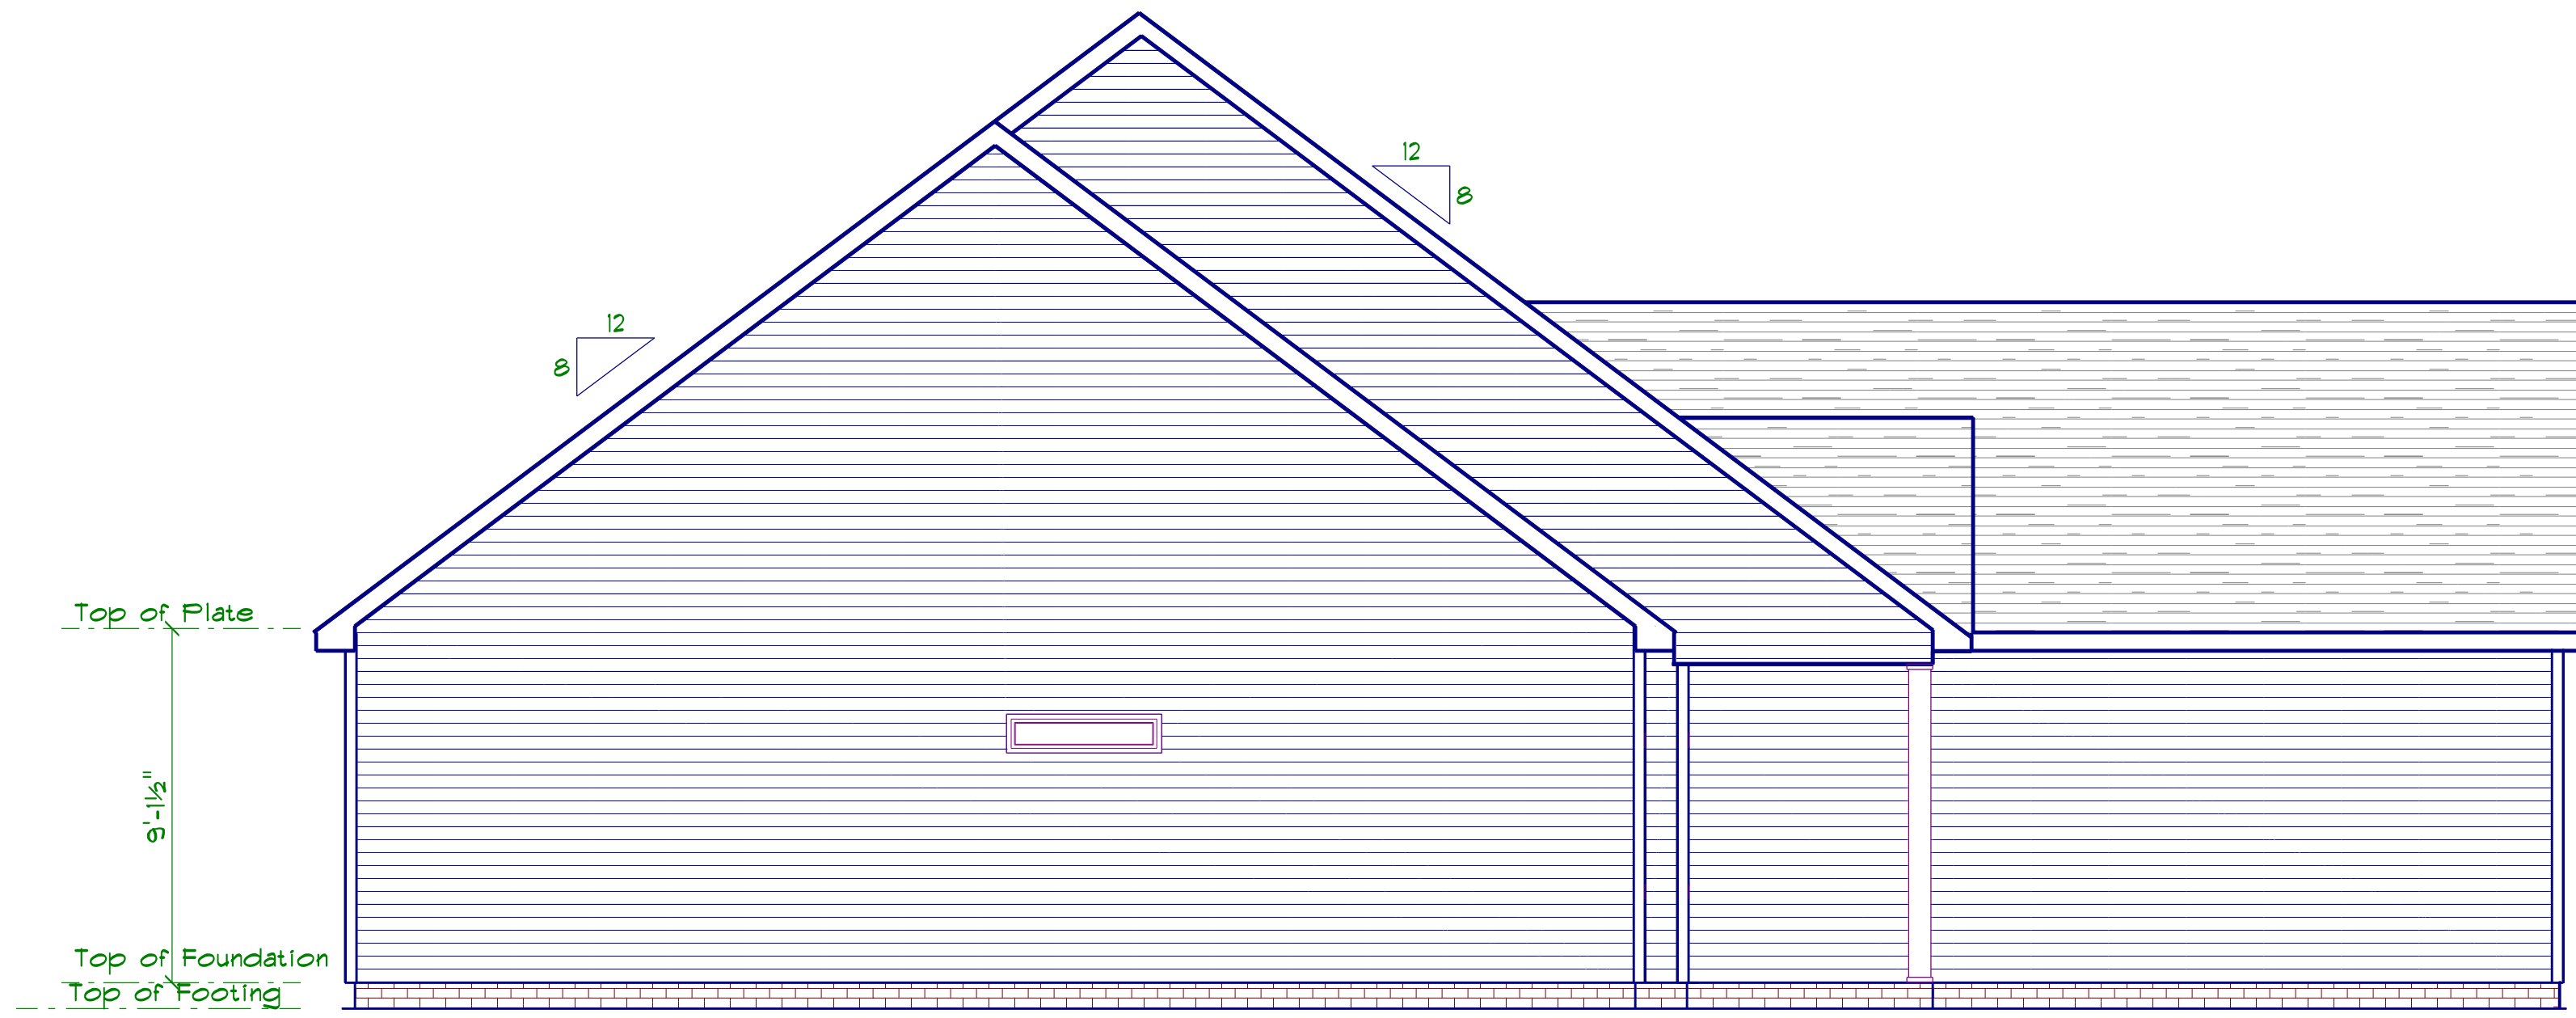 12
8
12
8
Top of Plate
9'-1½"
Top of Foundation
Top of Footing